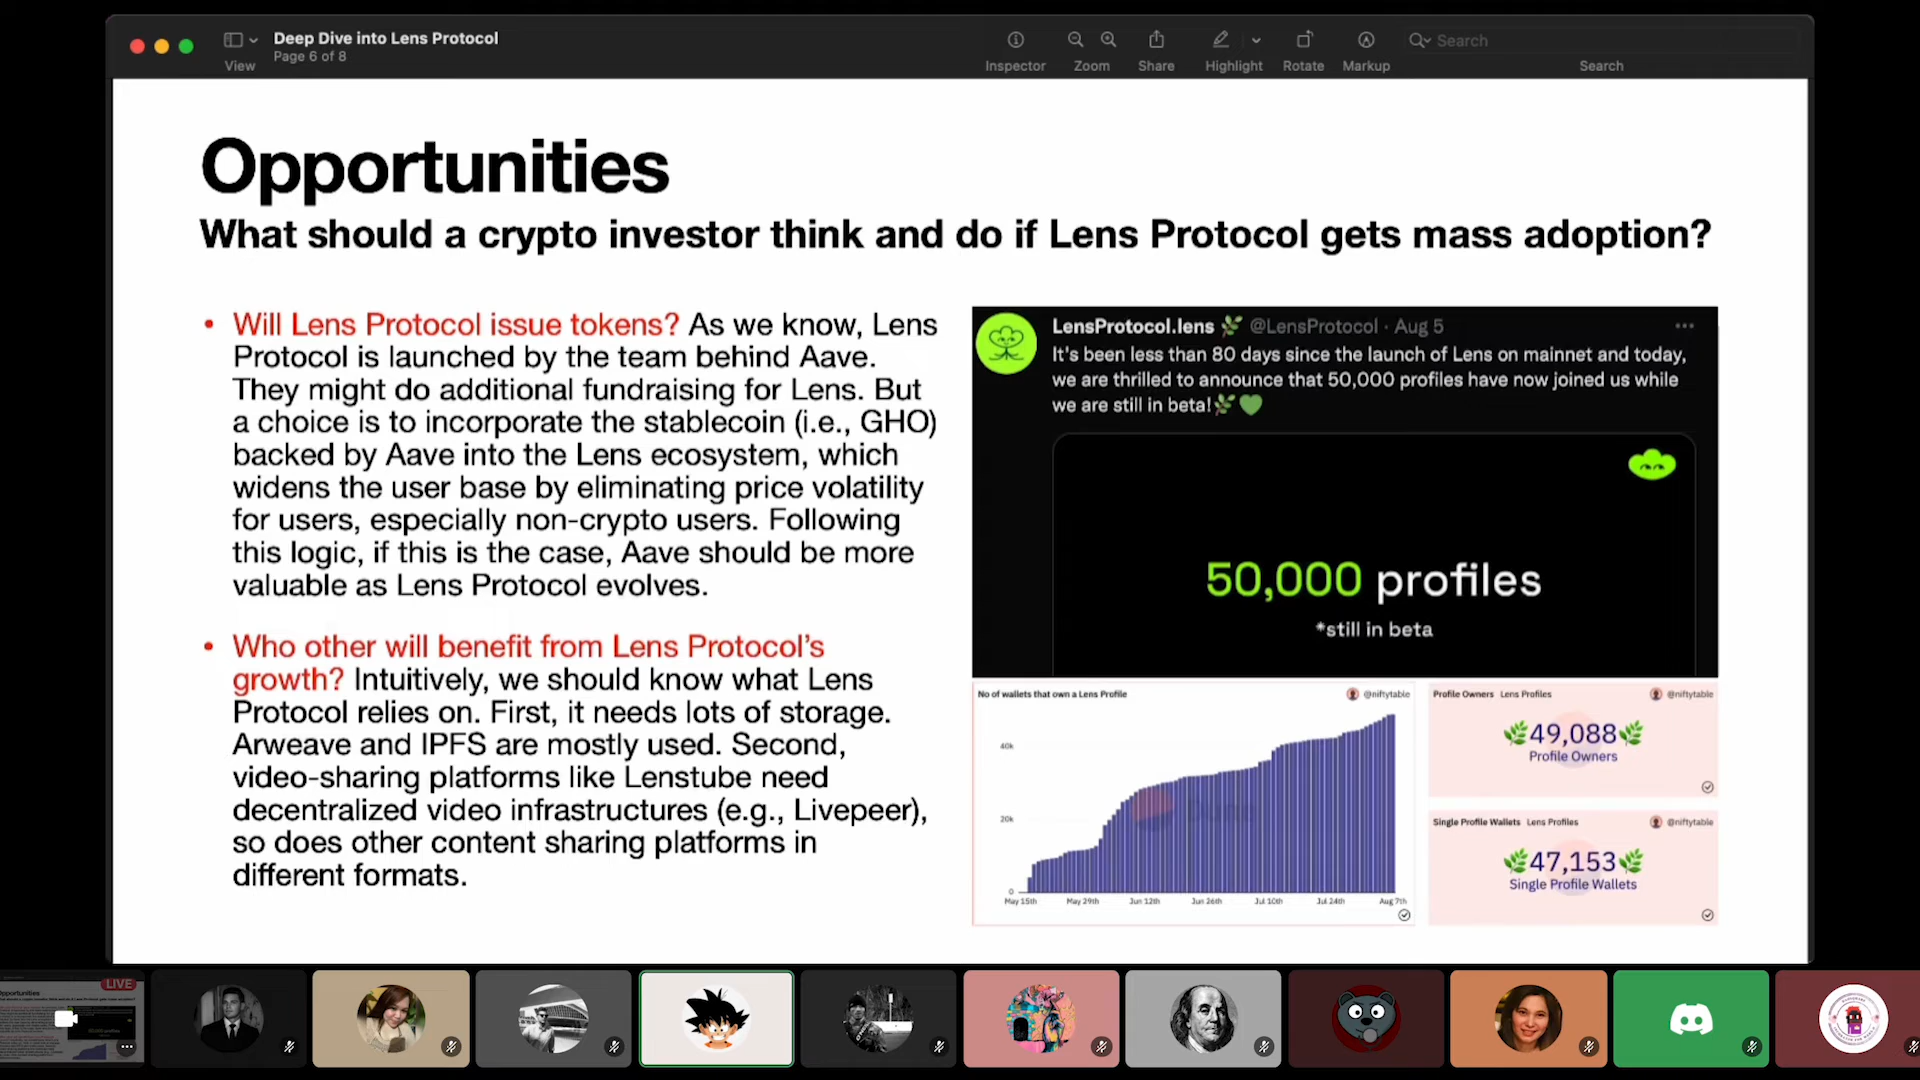 Deep Dive into Lens Protocol
Page 6 of 8
View
Inspector
Zoom
Share
Highlight
Rotate
Markup
Search
Search
Opportunities
What should a crypto investor think and do if Lens Protocol gets mass adoption?
• Will Lens Protocol issue tokens? As we know, Lens
Protocol is launched by the team behind Aave.
They might do additional fundraising for Lens. But
a choice is to incorporate the stablecoin (i.e., GHO)
backed by Aave into the Lens ecosystem, which
widens the user base by eliminating price volatility
for users, especially non-crypto users. Following
this logic, if this is the case, Aave should be more
valuable as Lens Protocol evolves.
• Who other will benefit from Lens Protocol's
growth? Intuitively, we should know what Lens
Protocol relies on. First, it needs lots of storage.
Arweave and IPFS are mostly used. Second,
video-sharing platforms like Lenstube need
decentralized video infrastructures (e.g., Livepeer),
so does other content sharing platforms in
different formats.
LensProtocol.lens 🌿 @LensProtocol · Aug 5
It's been less than 80 days since the launch of Lens on mainnet and today,
we are thrilled to announce that 50,000 profiles have now joined us while
we are still in beta!🌿💚
50,000 profiles
*still in beta
No of wallets that own a Lens Profile
@niftytable
40k
20k
0
May 15th May 29th Jun 12th Jun 26th Jul 10th Jul 24th Aug 7th
Profile Owners Lens Profiles @niftytable
🌿49,088🌿
Profile Owners
Single Profile Wallets Lens Profiles @niftytable
🌿47,153🌿
Single Profile Wallets
LIVE